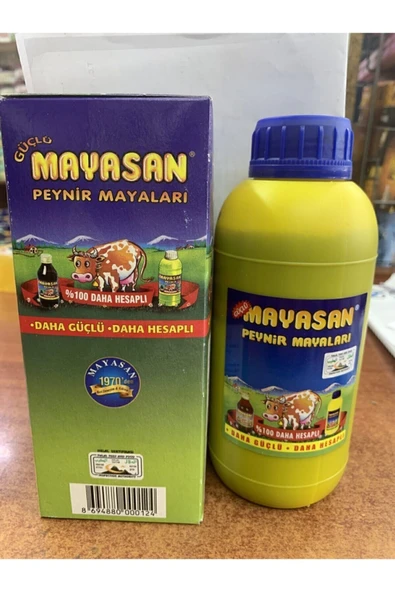 GÜÇLÜ
MAYASAN®
PEYNİR MAYALARI
%100 DAHA HESAPLI
•DAHA GÜÇLÜ •DAHA HESAPLI
MAYASAN
1970'den
8 694880 000124
GÜÇLÜ
MAYASAN®
PEYNİR MAYALARI
%100 DAHA HESAPLI
• DAHA GÜÇLÜ • DAHA HESAPLI